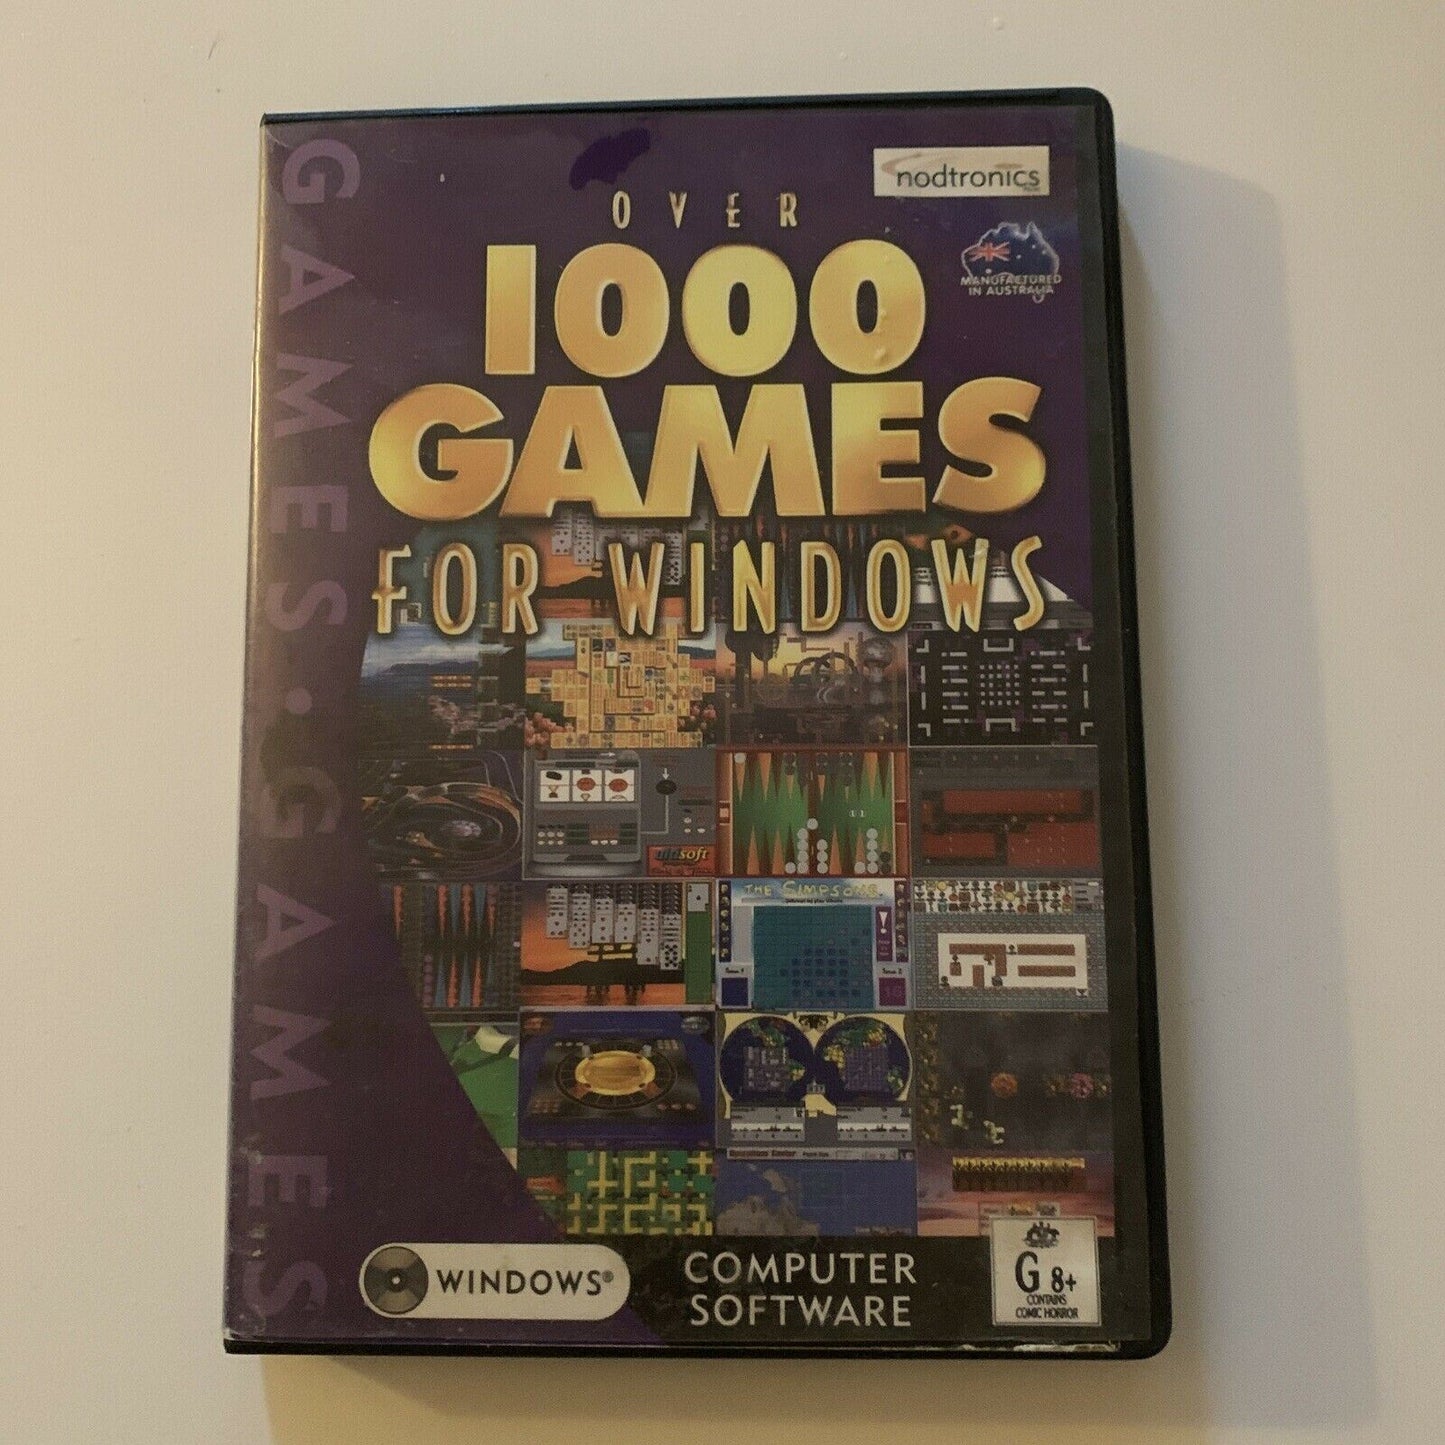 GAMES·GAMES
nodtronics
OVER
1000
GAMES
FOR WINDOWS
MANUFACTURED
IN AUSTRALIA
THE SIMPSONS
WINDOWS®
COMPUTER
SOFTWARE
G 8+
CONTAINS
COMIC HORROR